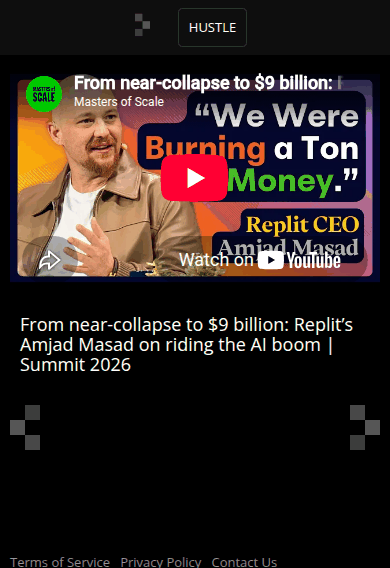 HUSTLE
MASTERS of
SCALE
From near-collapse to $9 billion:
Masters of Scale
“We Were
Burning a Ton
Money.”
Replit CEO
Amjad Masad
Watch on YouTube
From near-collapse to $9 billion: Replit’s
Amjad Masad on riding the AI boom |
Summit 2026
Terms of Service Privacy Policy Contact Us